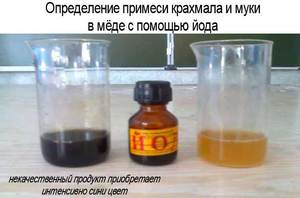 Определение примеси крахмала и муки
в мёде с помощью йода
ЙОД
некачественный продукт приобретает
интенсивно сини цвет